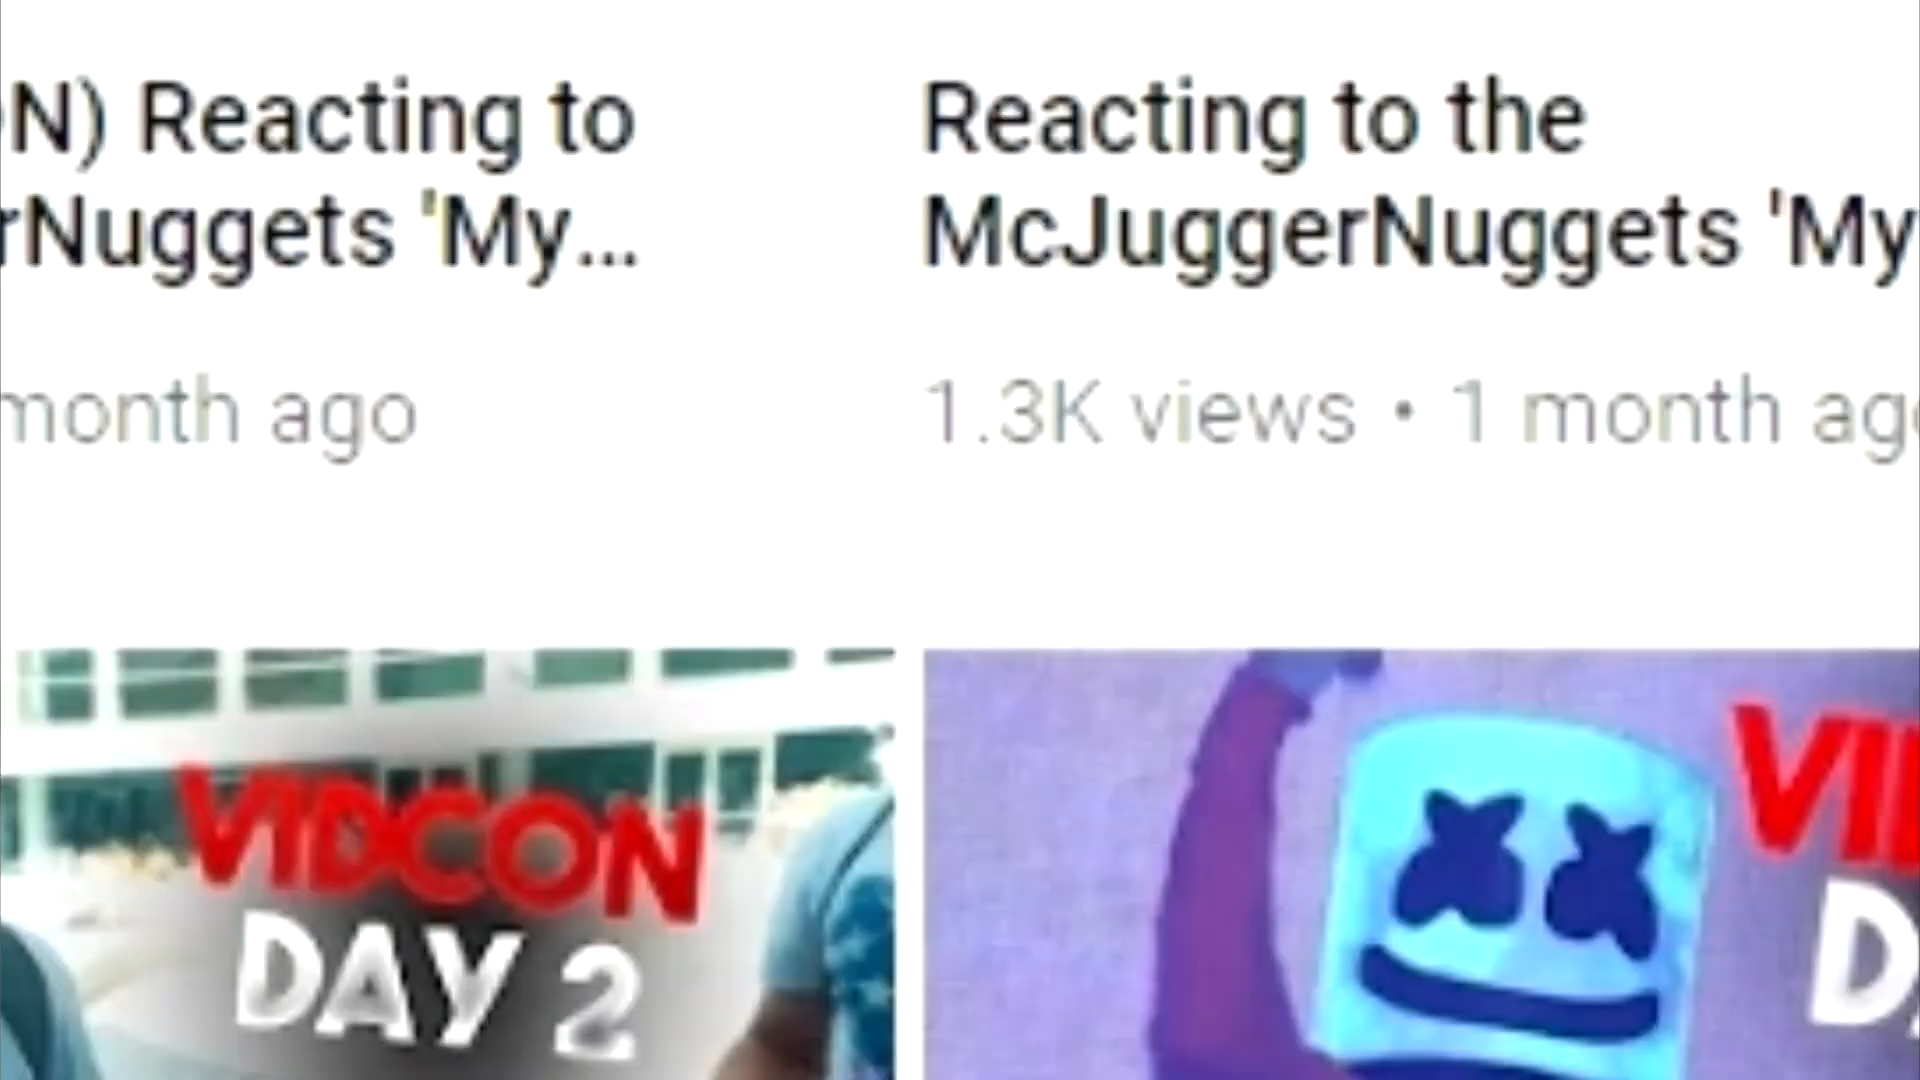 N) Reacting to
rNuggets 'My...
month ago
Reacting to the
McJuggerNuggets 'My
1.3K views • 1 month ag
VIDCON
DAY 2
VI
D